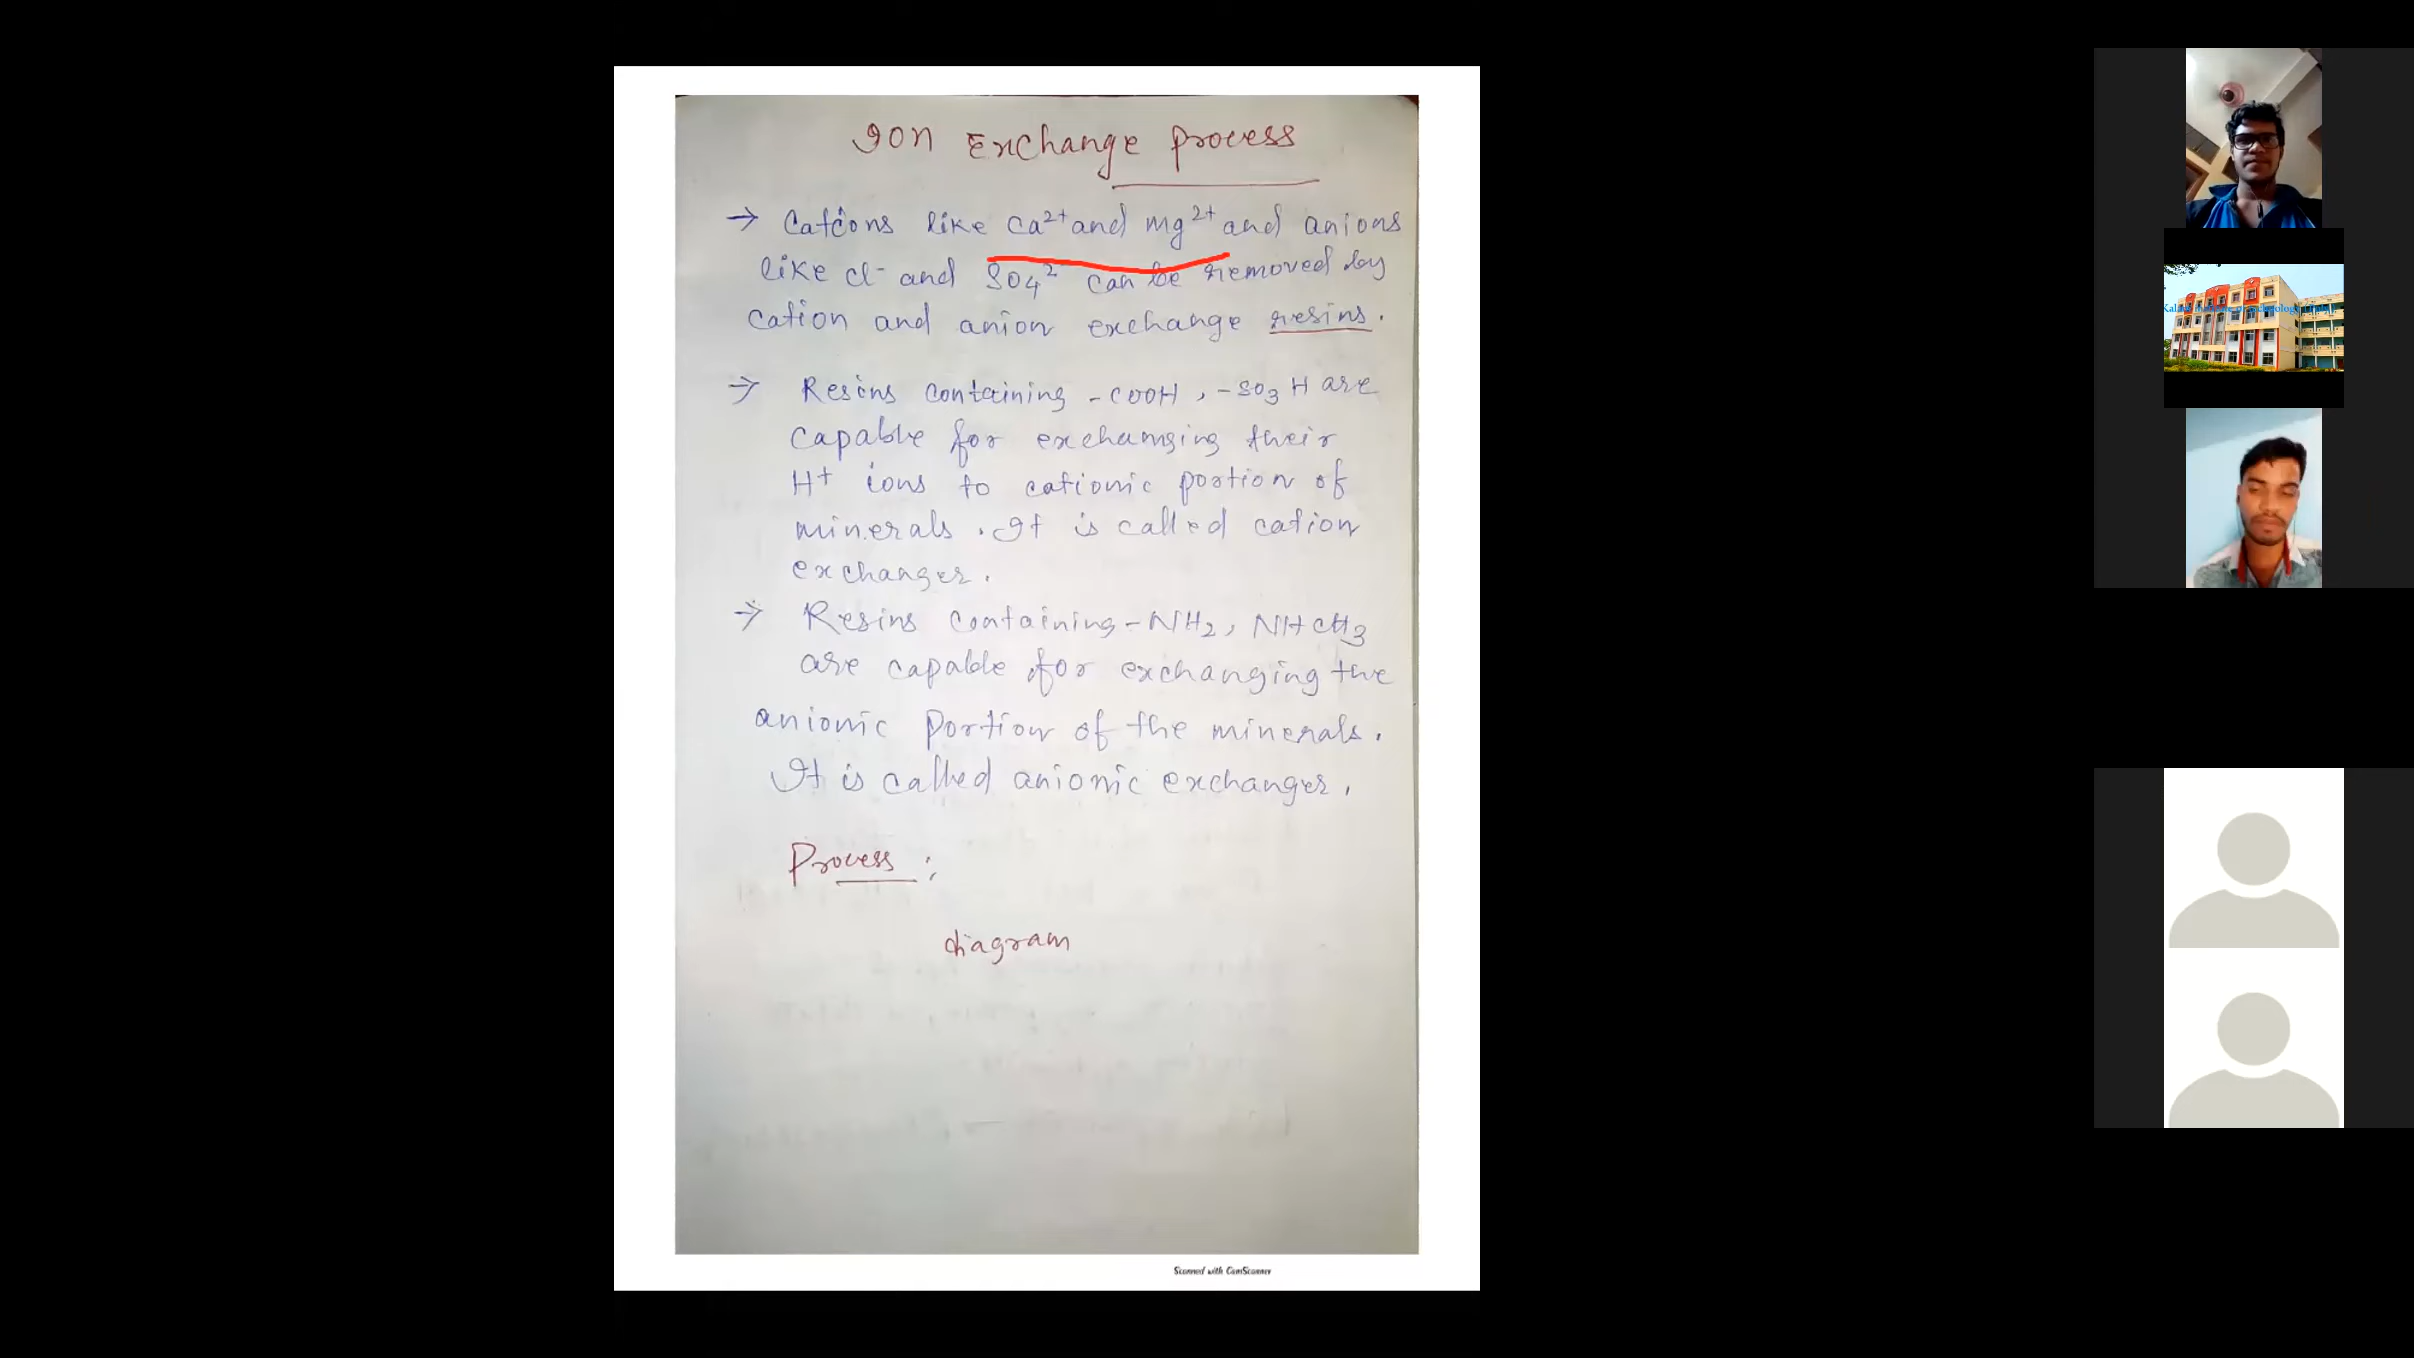 Ion Exchange Process
→ Cations like Ca²⁺ and Mg²⁺ and anions
like Cl⁻ and SO₄²⁻ can be removed by
cation and anion exchange resins.
→ Resins containing -COOH, -SO₃H are
capable for exchanging their
H⁺ ions to cationic portion of
minerals. It is called cation
exchanger.
→ Resins containing -NH₂, NHCH₃
are capable for exchanging the
anionic portion of the minerals.
It is called anionic exchanger.
Process:
diagram
Scanned with CamScanner